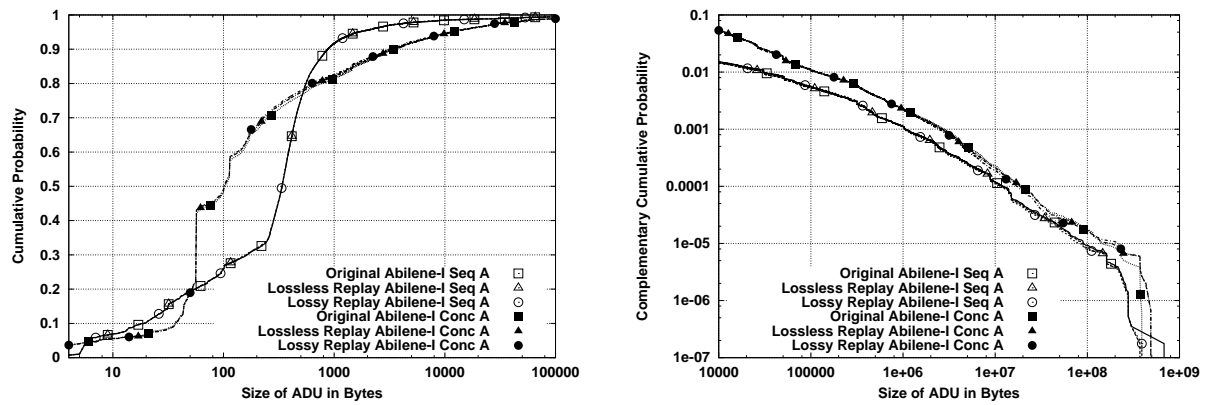 1
0.9
0.8
0.7
0.6
0.5
0.4
0.3
0.2
0.1
0
Cumulative Probability
Original Abilene-I Seq A
Lossless Replay Abilene-I Seq A
Lossy Replay Abilene-I Seq A
Original Abilene-I Conc A
Lossless Replay Abilene-I Conc A
Lossy Replay Abilene-I Conc A
10 100 1000 10000 100000
Size of ADU in Bytes
0.1
0.01
0.001
0.0001
1e-05
1e-06
1e-07
Complementary Cumulative Probability
Original Abilene-I Seq A
Lossless Replay Abilene-I Seq A
Lossy Replay Abilene-I Seq A
Original Abilene-I Conc A
Lossless Replay Abilene-I Conc A
Lossy Replay Abilene-I Conc A
10000 100000 1e+06 1e+07 1e+08 1e+09
Size of ADU in Bytes